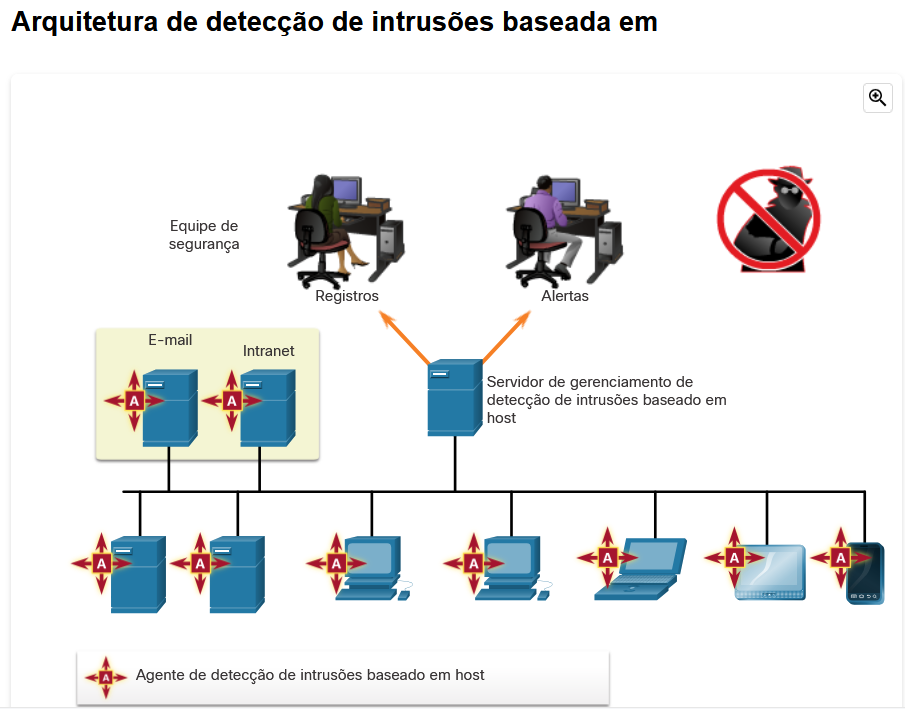 Arquitetura de detecção de intrusões baseada em
Equipe de
segurança
Registros
Alertas
E-mail
Intranet
A
A
Servidor de gerenciamento de
detecção de intrusões baseado em
host
A
A
A
A
A
A
A
A
Agente de detecção de intrusões baseado em host